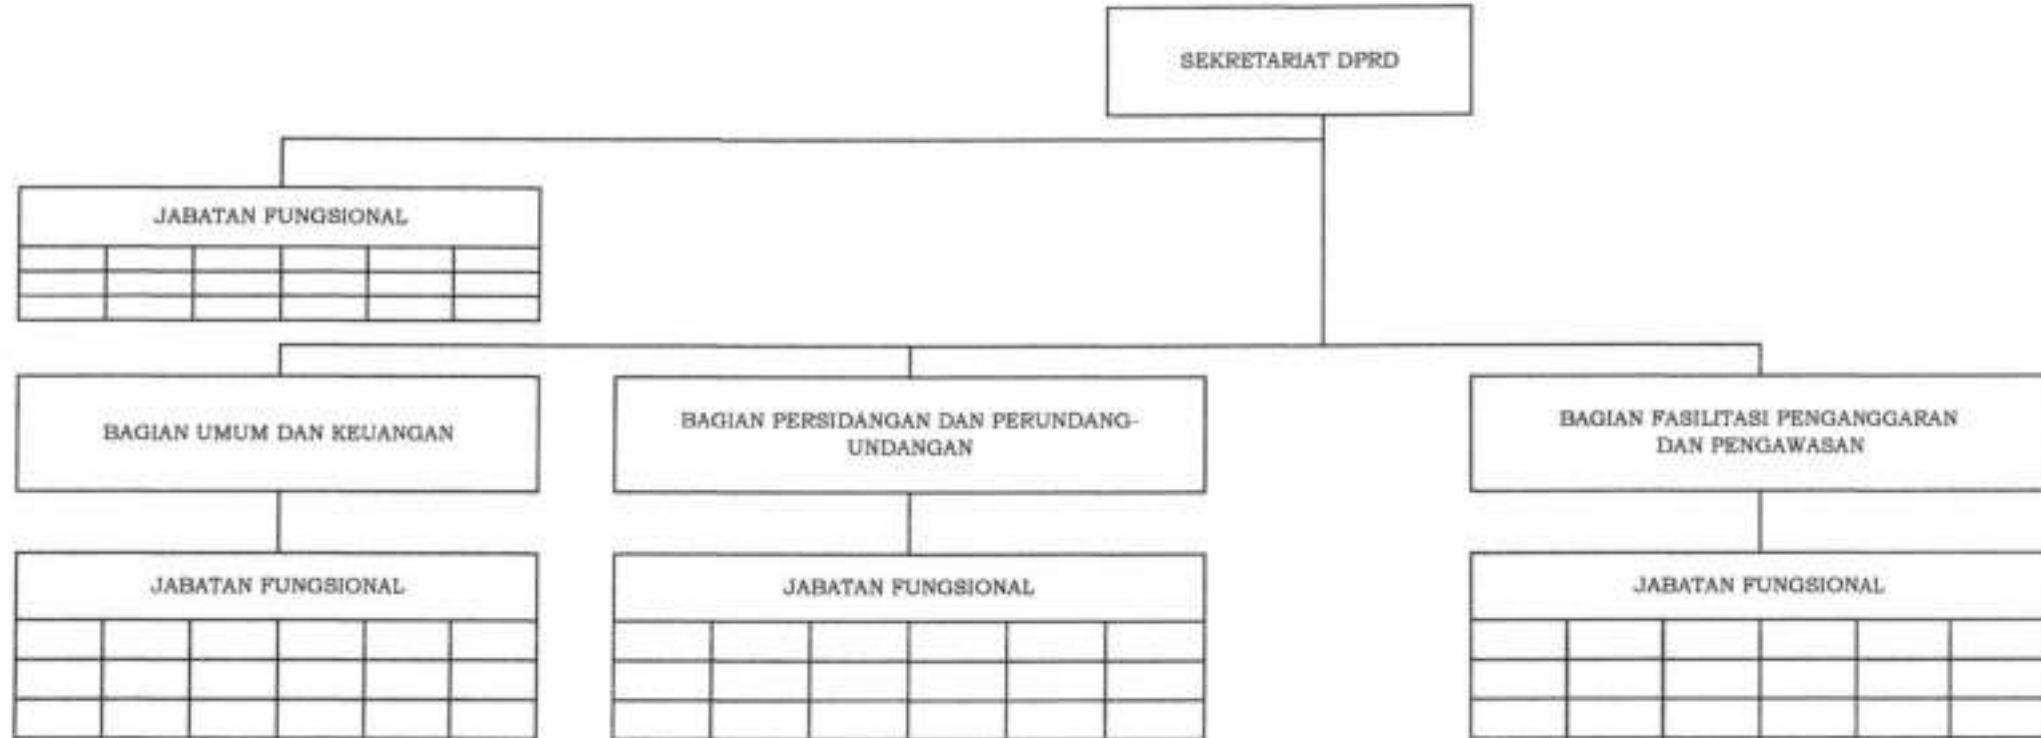 SEKRETARIAT DPRD
JABATAN FUNGSIONAL
BAGIAN UMUM DAN KEUANGAN
BAGIAN PERSIDANGAN DAN PERUNDANG-
UNDANGAN
BAGIAN FASILITASI PENGANGGARAN
DAN PENGAWASAN
JABATAN FUNGSIONAL
JABATAN FUNGSIONAL
JABATAN FUNGSIONAL